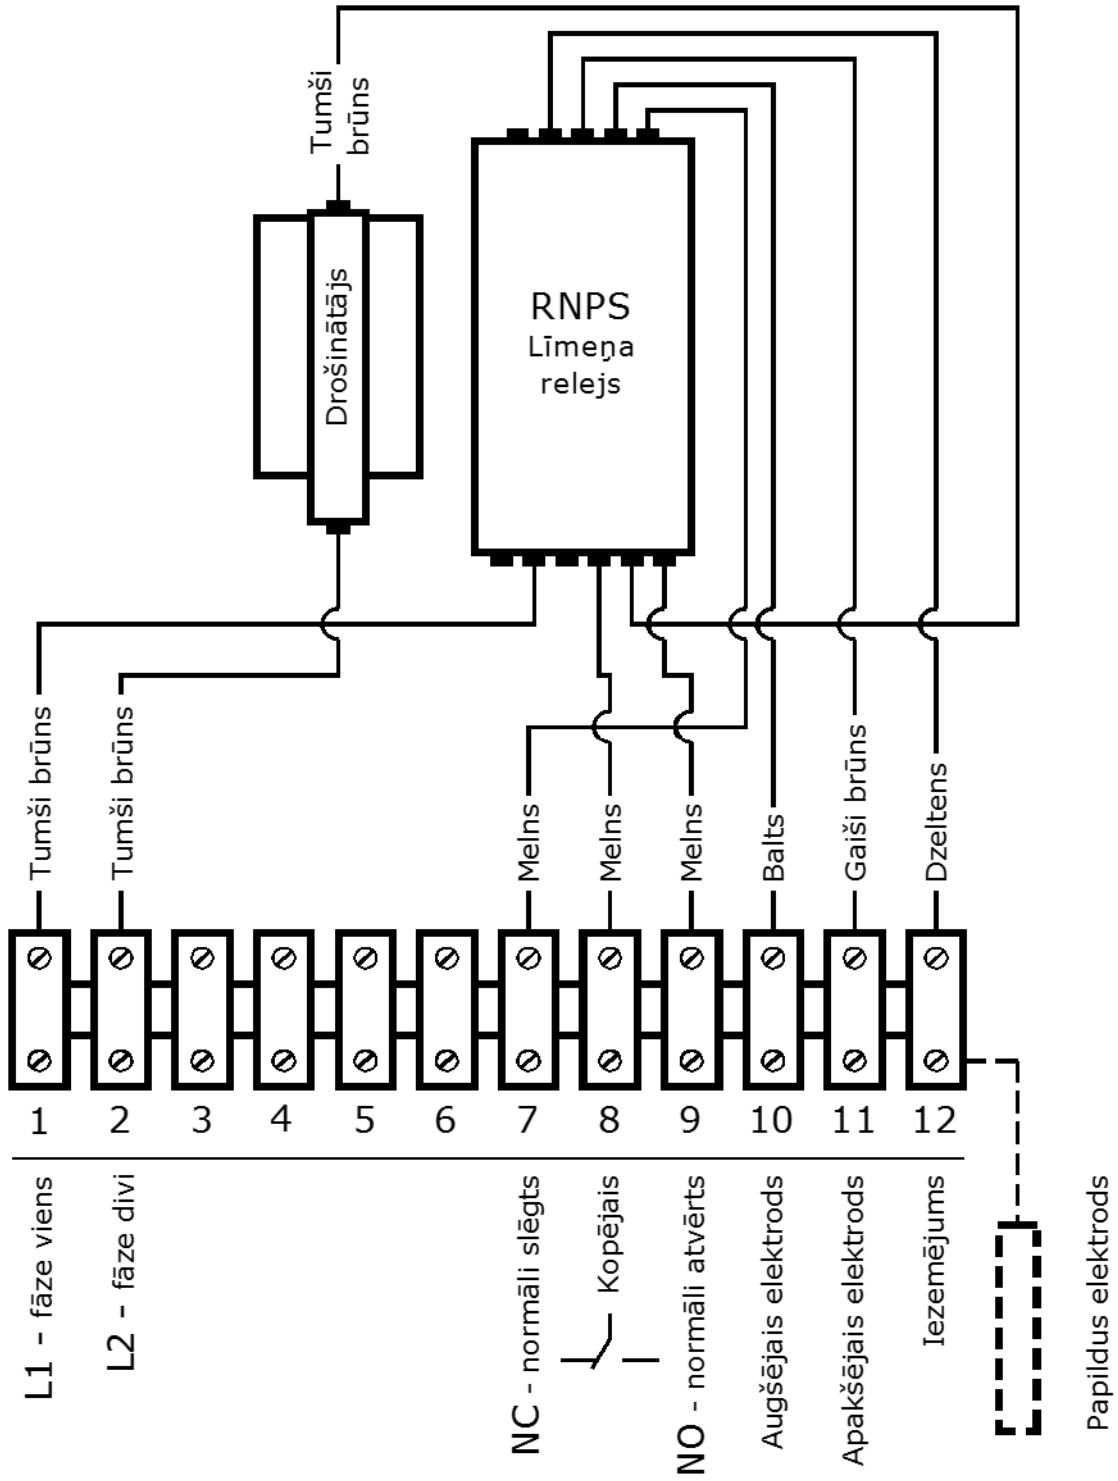 Tumši
brūns
Drošinātājs
RNPS
Līmeņa
relejs
Tumši brūns
Tumši brūns
Melns
Melns
Melns
Balts
Gaiši brūns
Dzeltens
1 2 3 4 5 6 7 8 9 10 11 12
L1 - fāze viens
L2 - fāze divi
NC - normāli slēgts
Kopējais
NO - normāli atvērts
Augšējais elektrods
Apakšējais elektrods
Iezemējums
Papildus elektrods